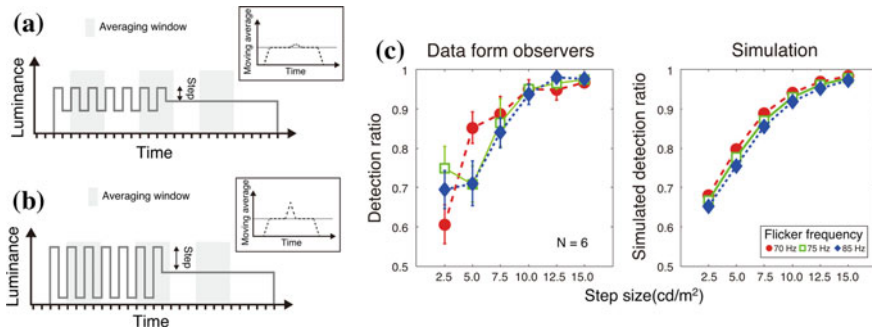 (a)
Averaging window
Moving average
Time
Luminance
Step
Time
(b)
Averaging window
Moving average
Time
Luminance
Step
Time
(c)
Data form observers
Simulation
Detection ratio
1
0.9
0.8
0.7
0.6
0.5
N = 6
2.5 5.0 7.5 10.0 12.5 15.0
Simulated detection ratio
1
0.9
0.8
0.7
0.6
0.5
Flicker frequency
70 Hz 75 Hz 85 Hz
2.5 5.0 7.5 10.0 12.5 15.0
Step size(cd/m²)